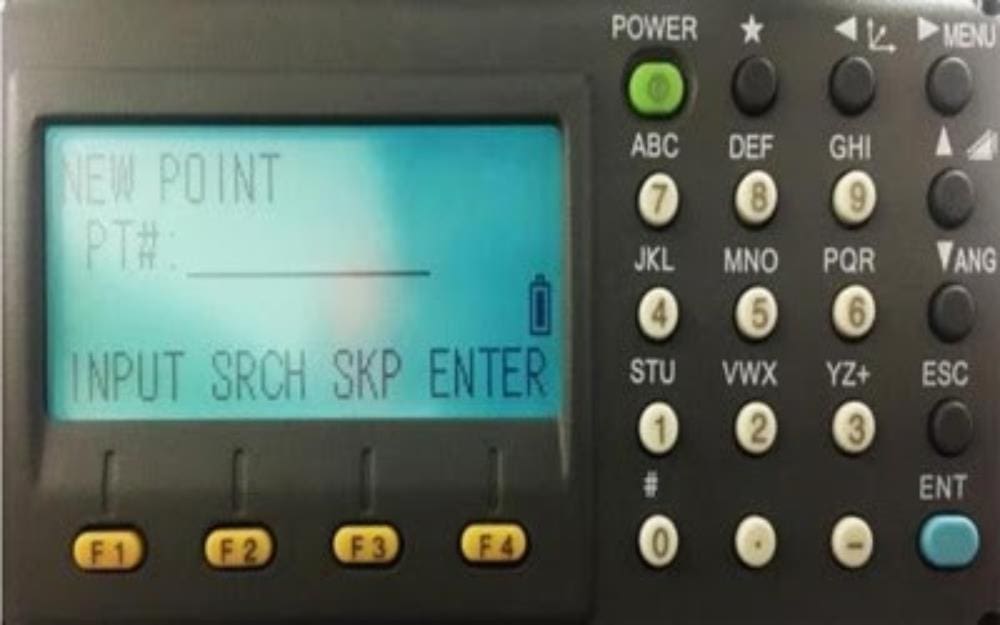 POWER ★ ◀ ▶ MENU
NEW POINT
PT#:
INPUT SRCH SKP ENTER
F1 F2 F3 F4
ABC DEF GHI ▲
7 8 9
JKL MNO PQR ▼ANG
4 5 6
STU VWX YZ+ ESC
1 2 3
# ENT
0 . -